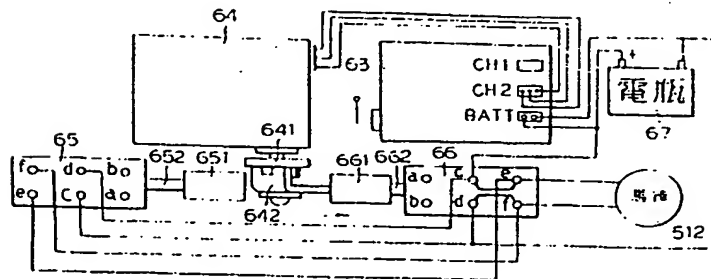 64
63
CH1
CH2
BATT
電瓶
67
65
f d b
e c a
652
651
641
642
661
662
66
a c e
b d f
馬達
512